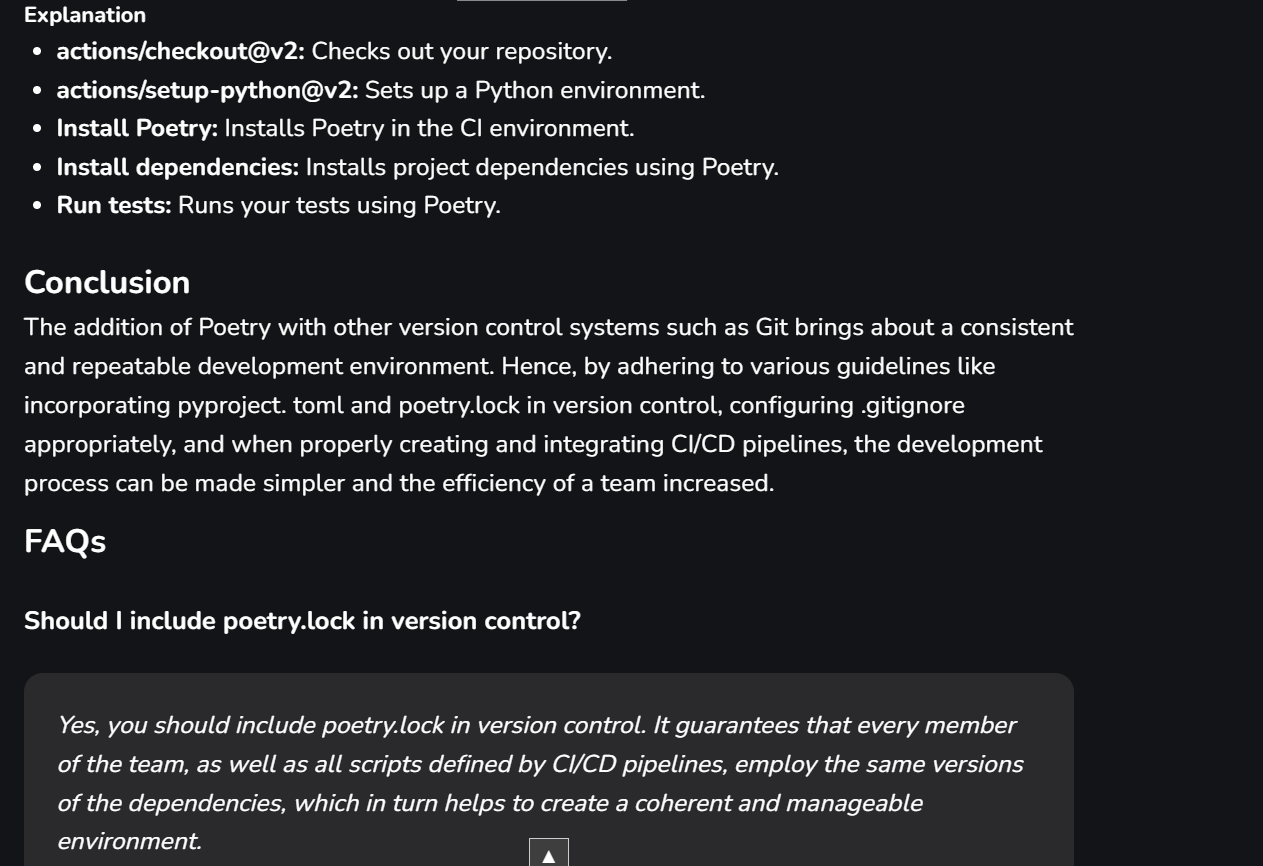 Explanation
actions/checkout@v2: Checks out your repository.
actions/setup-python@v2: Sets up a Python environment.
Install Poetry: Installs Poetry in the CI environment.
Install dependencies: Installs project dependencies using Poetry.
Run tests: Runs your tests using Poetry.
Conclusion
The addition of Poetry with other version control systems such as Git brings about a consistent
and repeatable development environment. Hence, by adhering to various guidelines like
incorporating pyproject. toml and poetry.lock in version control, configuring .gitignore
appropriately, and when properly creating and integrating CI/CD pipelines, the development
process can be made simpler and the efficiency of a team increased.
FAQs
Should I include poetry.lock in version control?
Yes, you should include poetry.lock in version control. It guarantees that every member
of the team, as well as all scripts defined by CI/CD pipelines, employ the same versions
of the dependencies, which in turn helps to create a coherent and manageable
environment.